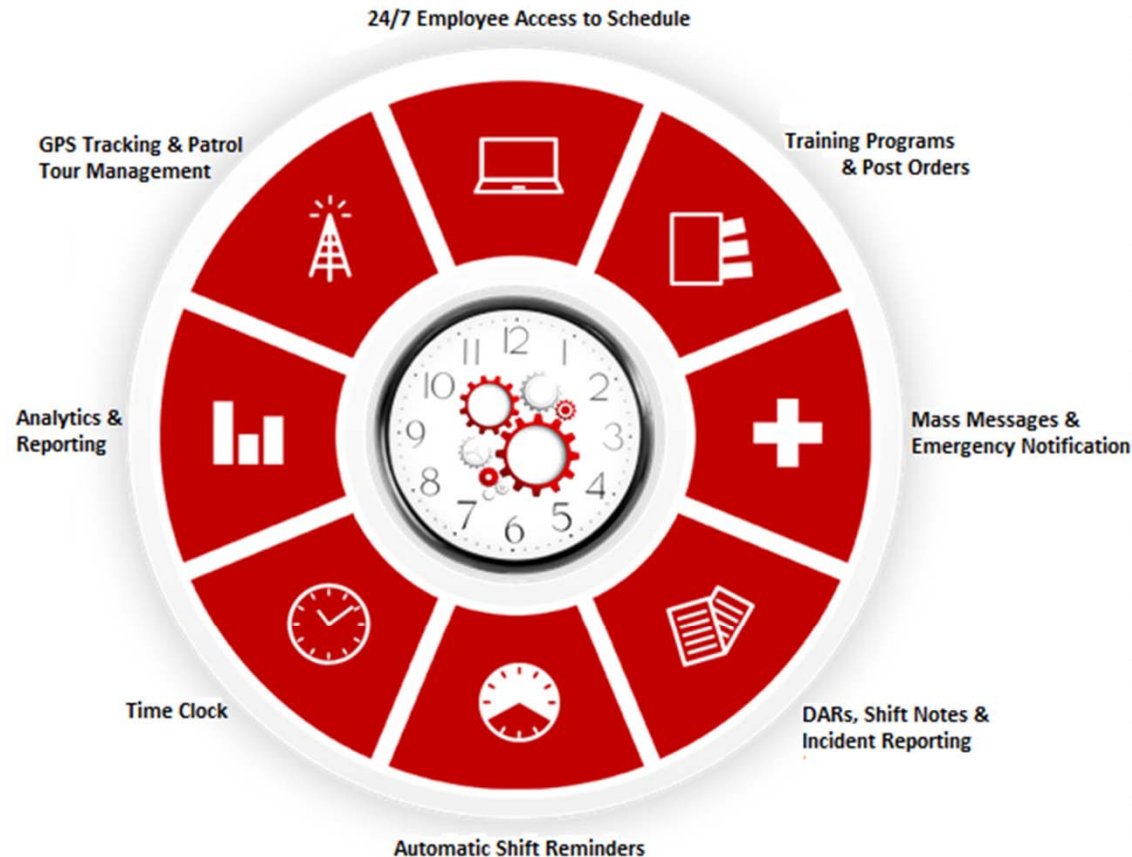 24/7 Employee Access to Schedule
GPS Tracking & Patrol
Tour Management
Training Programs
& Post Orders
Analytics &
Reporting
Mass Messages &
Emergency Notification
12
11
1
10
2
9
3
8
4
7
5
6
Time Clock
DARs, Shift Notes &
Incident Reporting
Automatic Shift Reminders